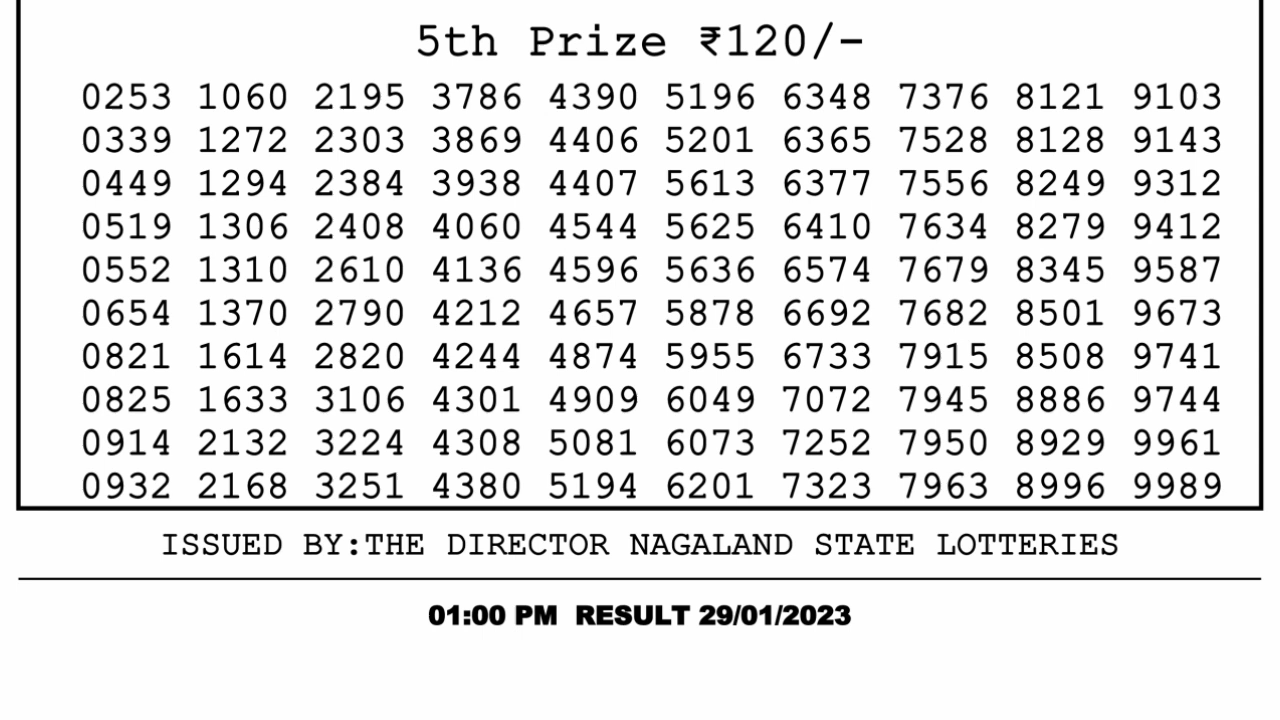 5th Prize ₹120/-
0253 1060 2195 3786 4390 5196 6348 7376 8121 9103
0339 1272 2303 3869 4406 5201 6365 7528 8128 9143
0449 1294 2384 3938 4407 5613 6377 7556 8249 9312
0519 1306 2408 4060 4544 5625 6410 7634 8279 9412
0552 1310 2610 4136 4596 5636 6574 7679 8345 9587
0654 1370 2790 4212 4657 5878 6692 7682 8501 9673
0821 1614 2820 4244 4874 5955 6733 7915 8508 9741
0825 1633 3106 4301 4909 6049 7072 7945 8886 9744
0914 2132 3224 4308 5081 6073 7252 7950 8929 9961
0932 2168 3251 4380 5194 6201 7323 7963 8996 9989
ISSUED BY:THE DIRECTOR NAGALAND STATE LOTTERIES
01:00 PM RESULT 29/01/2023